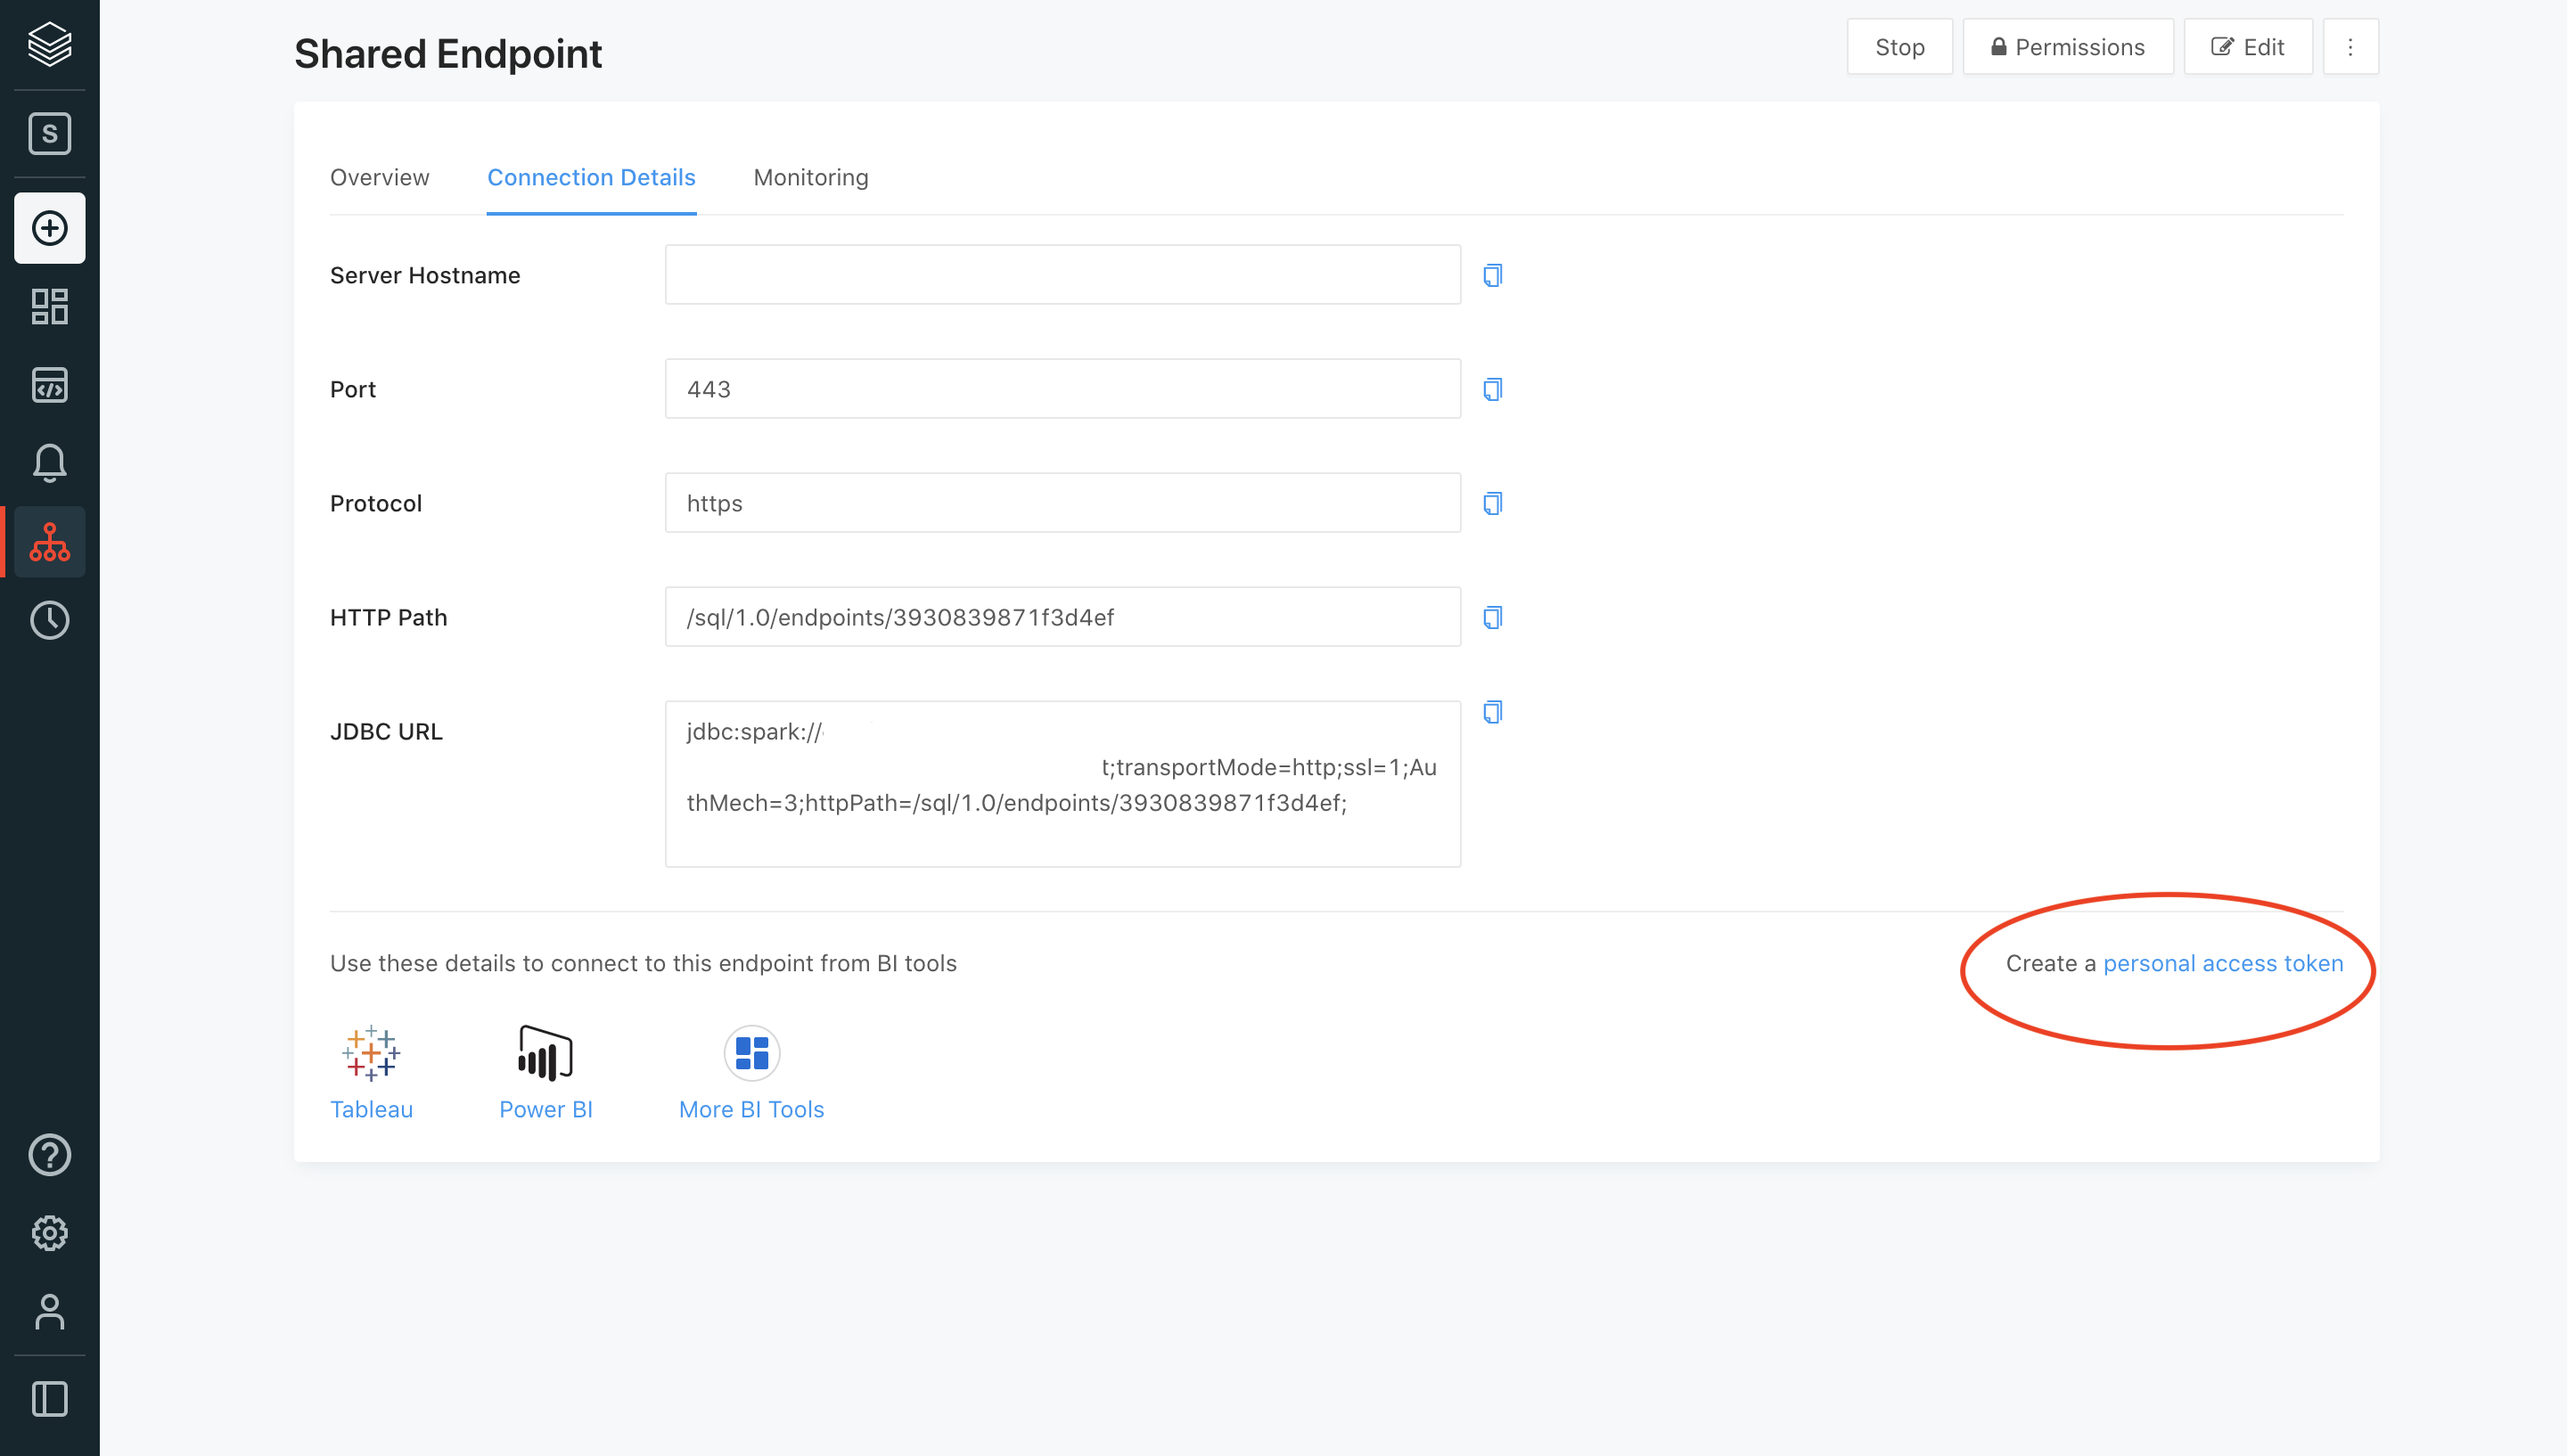 Shared Endpoint
Stop
Permissions
Edit
S
Overview
Connection Details
Monitoring
Server Hostname
Port
443
Protocol
https
HTTP Path
/sql/1.0/endpoints/3930839871f3d4ef
JDBC URL
jdbc:spark://
t;transportMode=http;ssl=1;Au
thMech=3;httpPath=/sql/1.0/endpoints/3930839871f3d4ef;
Use these details to connect to this endpoint from BI tools
Create a personal access token
Tableau
Power BI
More BI Tools